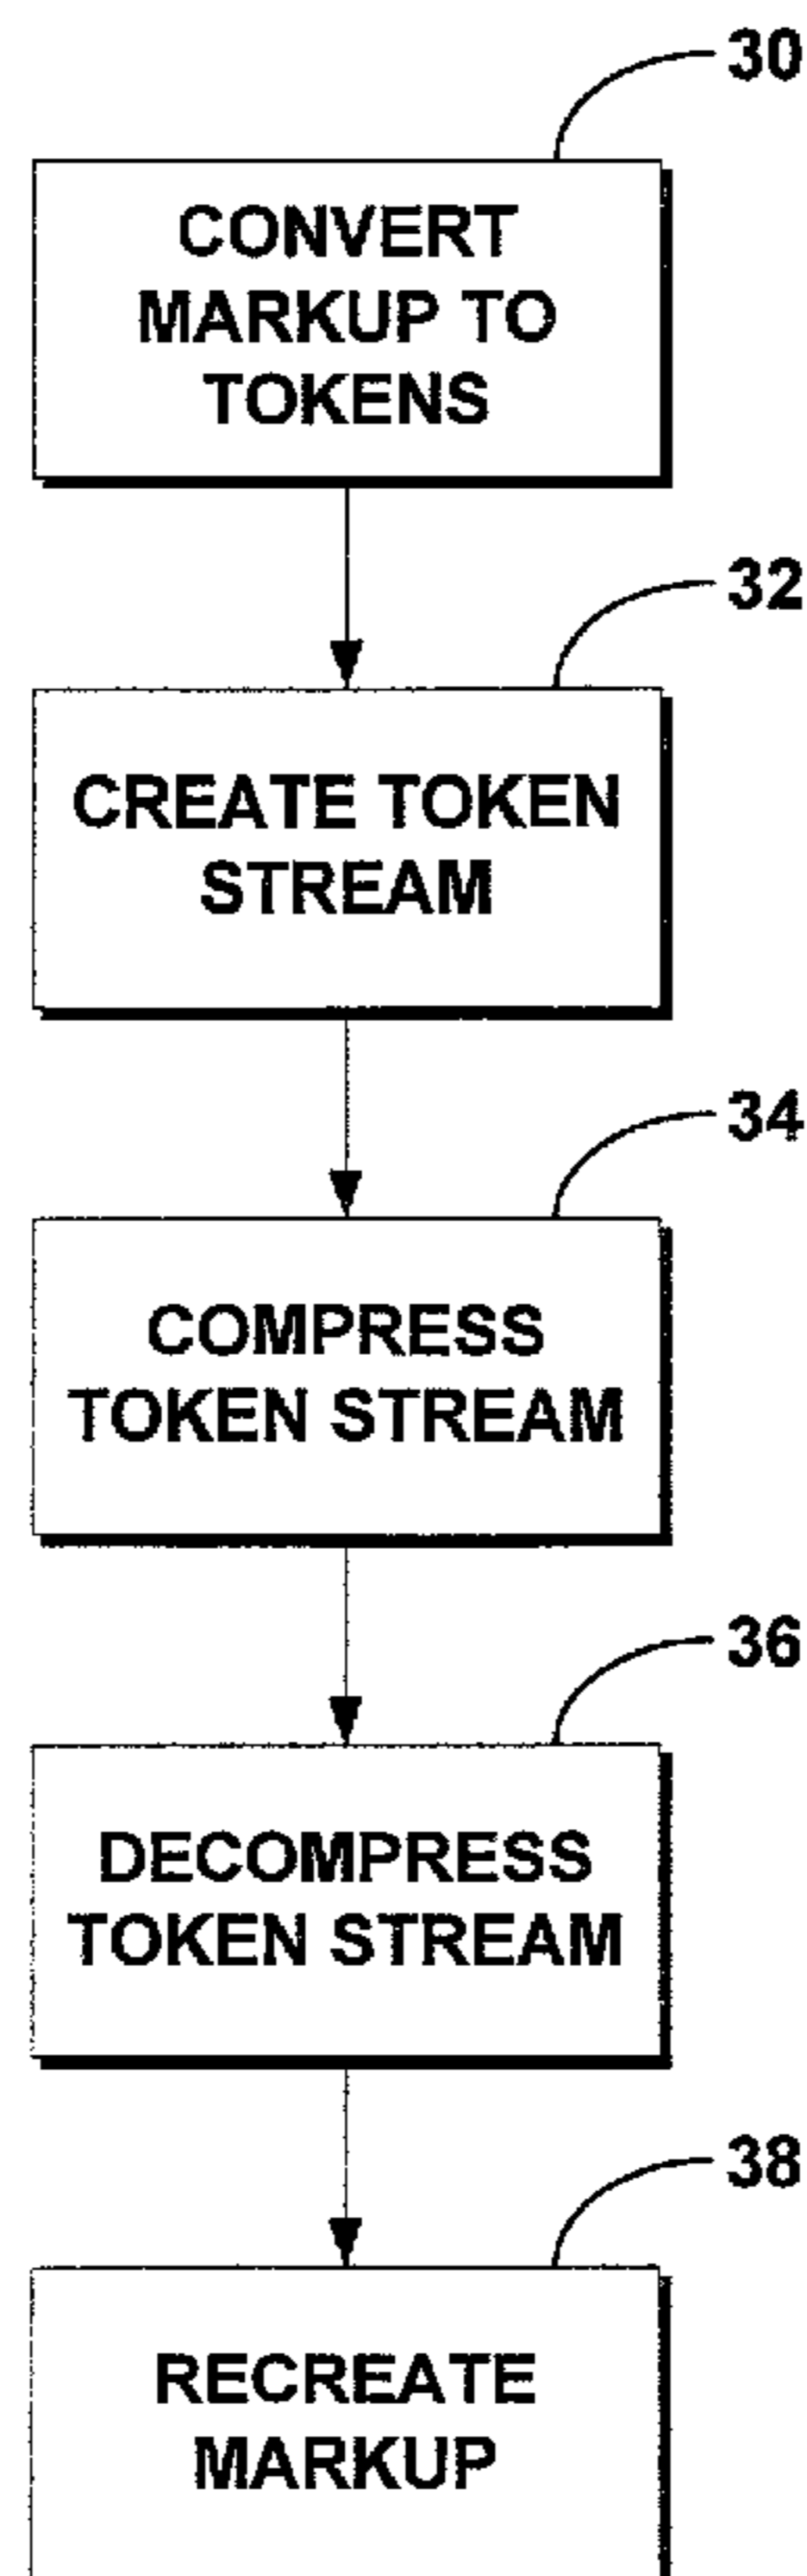 30
CONVERT
MARKUP TO
TOKENS
32
CREATE TOKEN
STREAM
34
COMPRESS
TOKEN STREAM
36
DECOMPRESS
TOKEN STREAM
38
RECREATE
MARKUP